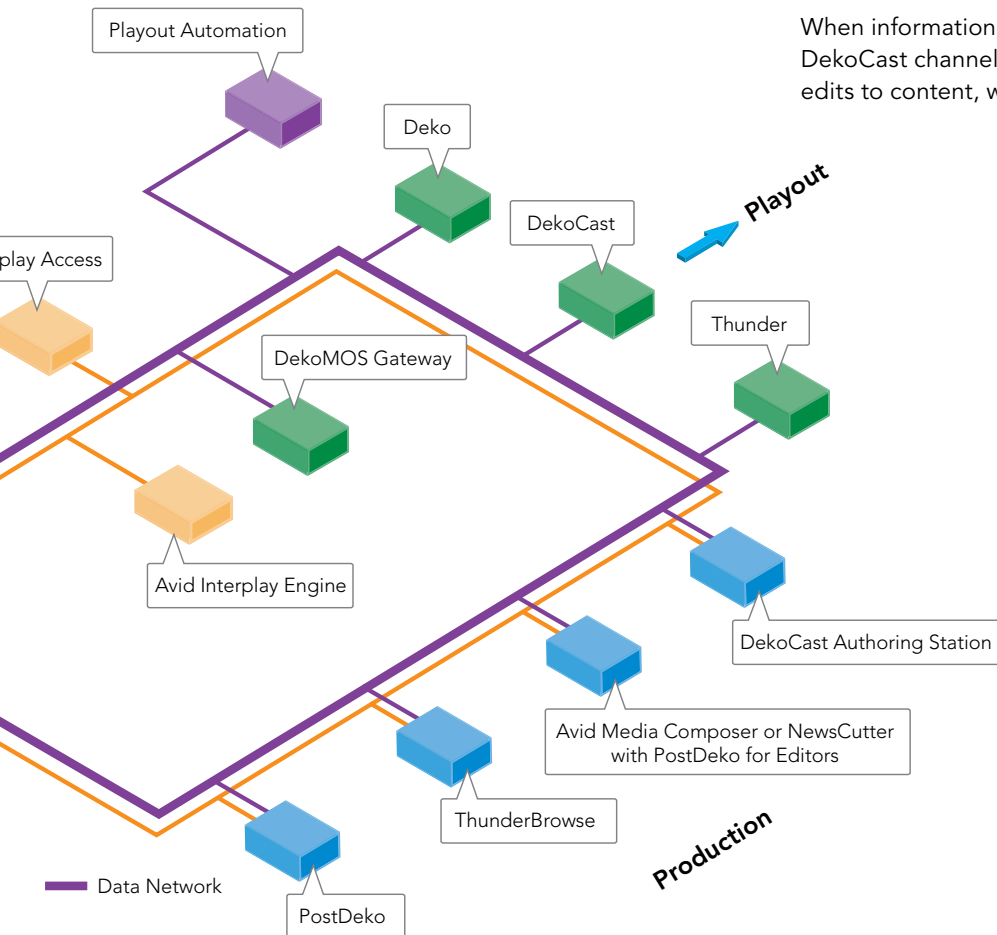 When information
DekoCast channel
edits to content, w
Playout Automation
Deko
Playout
DekoCast
play Access
Thunder
DekoMOS Gateway
Avid Interplay Engine
DekoCast Authoring Station
Avid Media Composer or NewsCutter
with PostDeko for Editors
ThunderBrowse
Production
Data Network
PostDeko